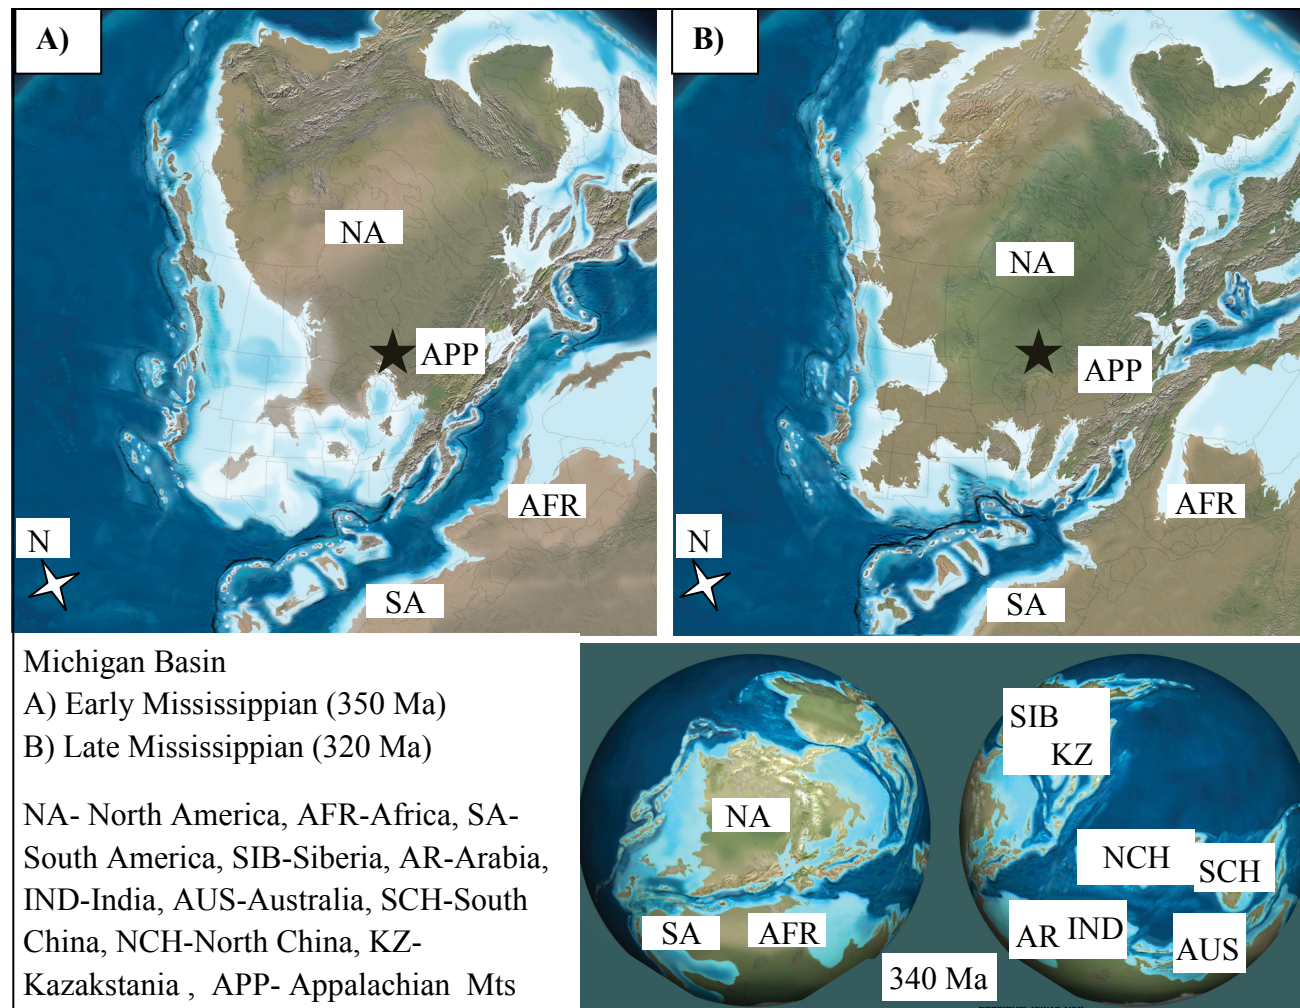 A)
B)
NA
NA
APP
APP
AFR
AFR
N
N
SA
SA
Michigan Basin
A) Early Mississippian (350 Ma)
B) Late Mississippian (320 Ma)
NA- North America, AFR-Africa, SA-
South America, SIB-Siberia, AR-Arabia,
IND-India, AUS-Australia, SCH-South
China, NCH-North China, KZ-
Kazakstania , APP- Appalachian Mts
SIB
KZ
NA
NCH
SCH
SA
AFR
AR
IND
AUS
340 Ma